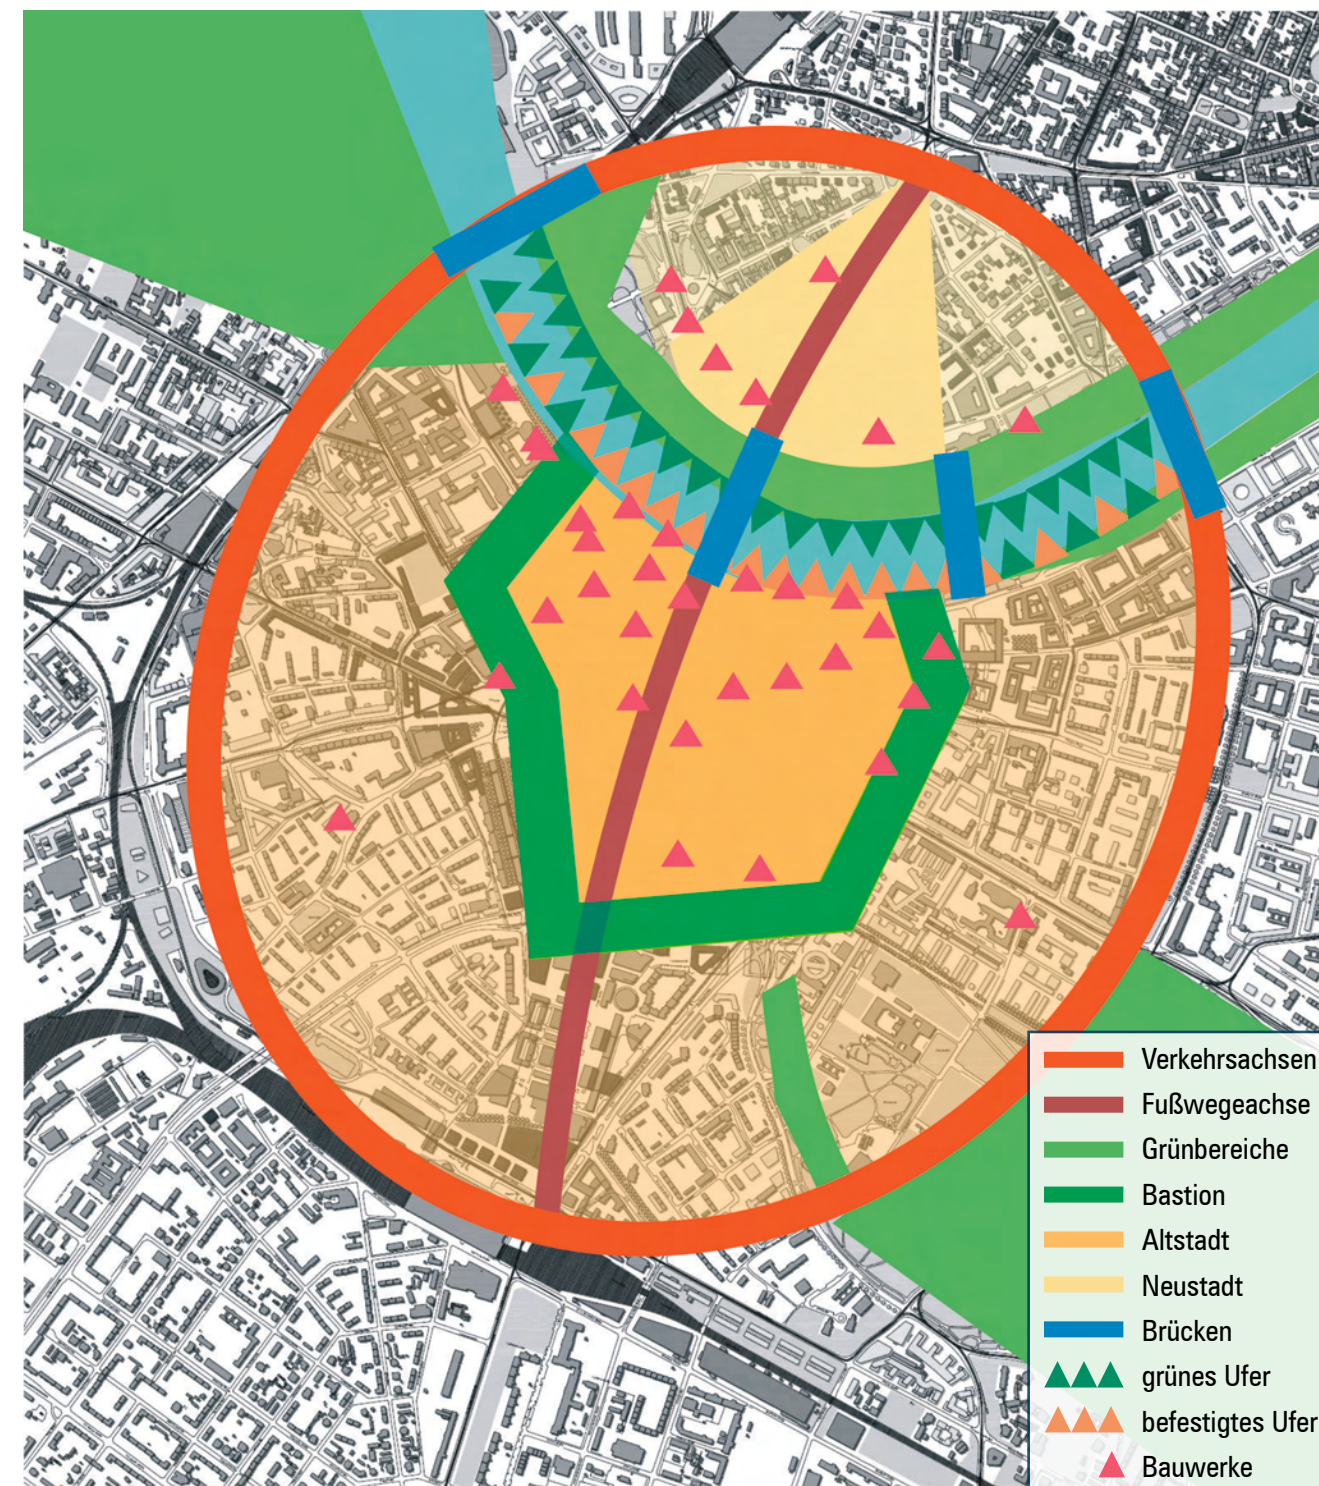 Verkehrsachsen
Fußwegeachse
Grünbereiche
Bastion
Altstadt
Neustadt
Brücken
grünes Ufer
befestigtes Ufer
Bauwerke